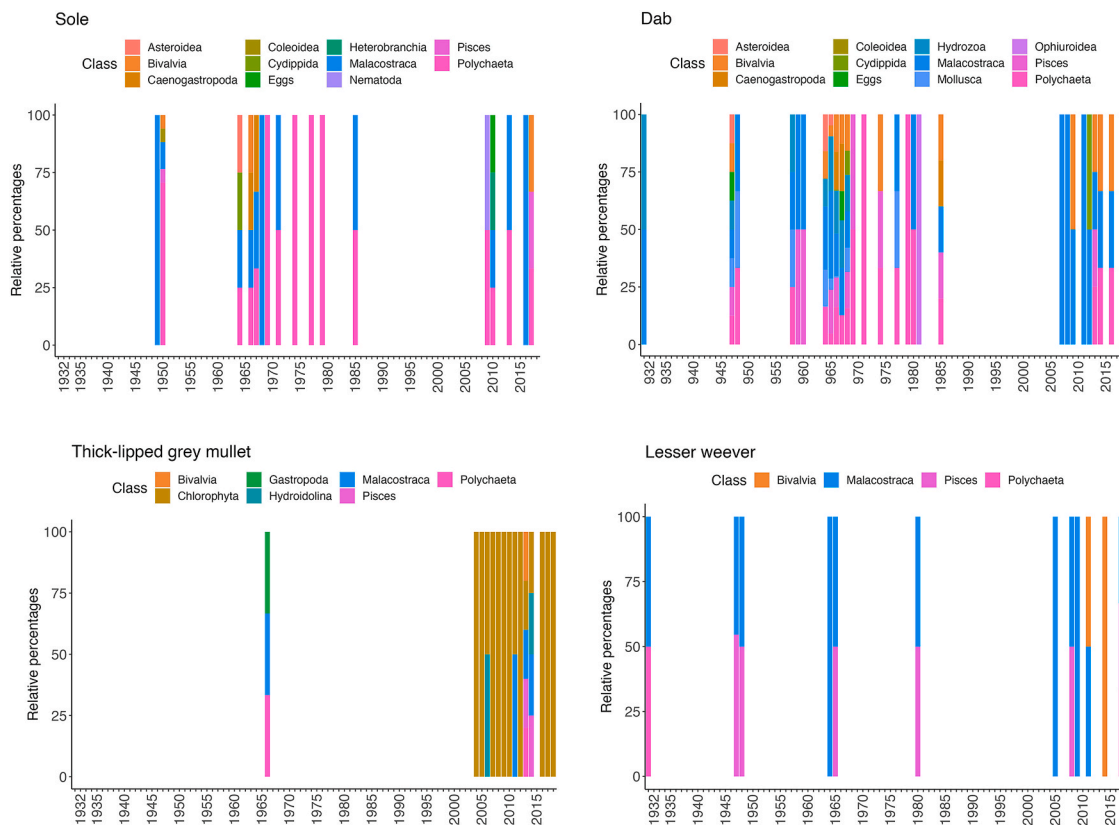 Sole
Class
Asteroidea
Coleoidea
Heterobranchia
Pisces
Bivalvia
Cydippida
Malacostraca
Polychaeta
Caenogastropoda
Eggs
Nematoda
Relative percentages
100
75
50
25
0
1932
1935
1940
1945
1950
1955
1960
1965
1970
1975
1980
1985
1990
1995
2000
2005
2010
2015
Dab
Class
Asteroidea
Coleoidea
Hydrozoa
Ophiuroidea
Bivalvia
Cydippida
Malacostraca
Pisces
Caenogastropoda
Eggs
Mollusca
Polychaeta
Relative percentages
100
75
50
25
0
932
935
940
945
950
955
960
965
970
975
1980
1985
1990
1995
2000
2005
2010
2015
Thick-lipped grey mullet
Class
Bivalvia
Gastropoda
Malacostraca
Polychaeta
Chlorophyta
Hydroidolina
Pisces
Relative percentages
100
75
50
25
0
1932
1935
1940
1945
1950
1955
1960
1965
1970
1975
1980
1985
1990
1995
2000
2005
2010
2015
Lesser weever
Class
Bivalvia
Malacostraca
Pisces
Polychaeta
Relative percentages
100
75
50
25
0
1932
1935
1940
1945
1950
1955
1960
1965
1970
1975
1980
1985
1990
1995
2000
2005
2010
2015